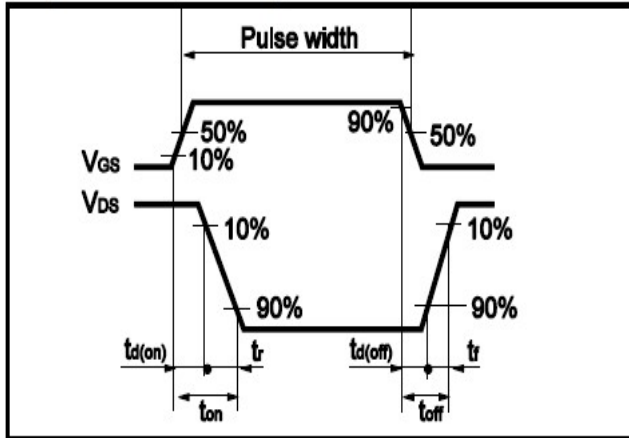 Pulse width
90%
50%
50%
VGS
10%
VDS
10%
10%
90%
90%
td(on)
tr
td(off)
tf
ton
toff